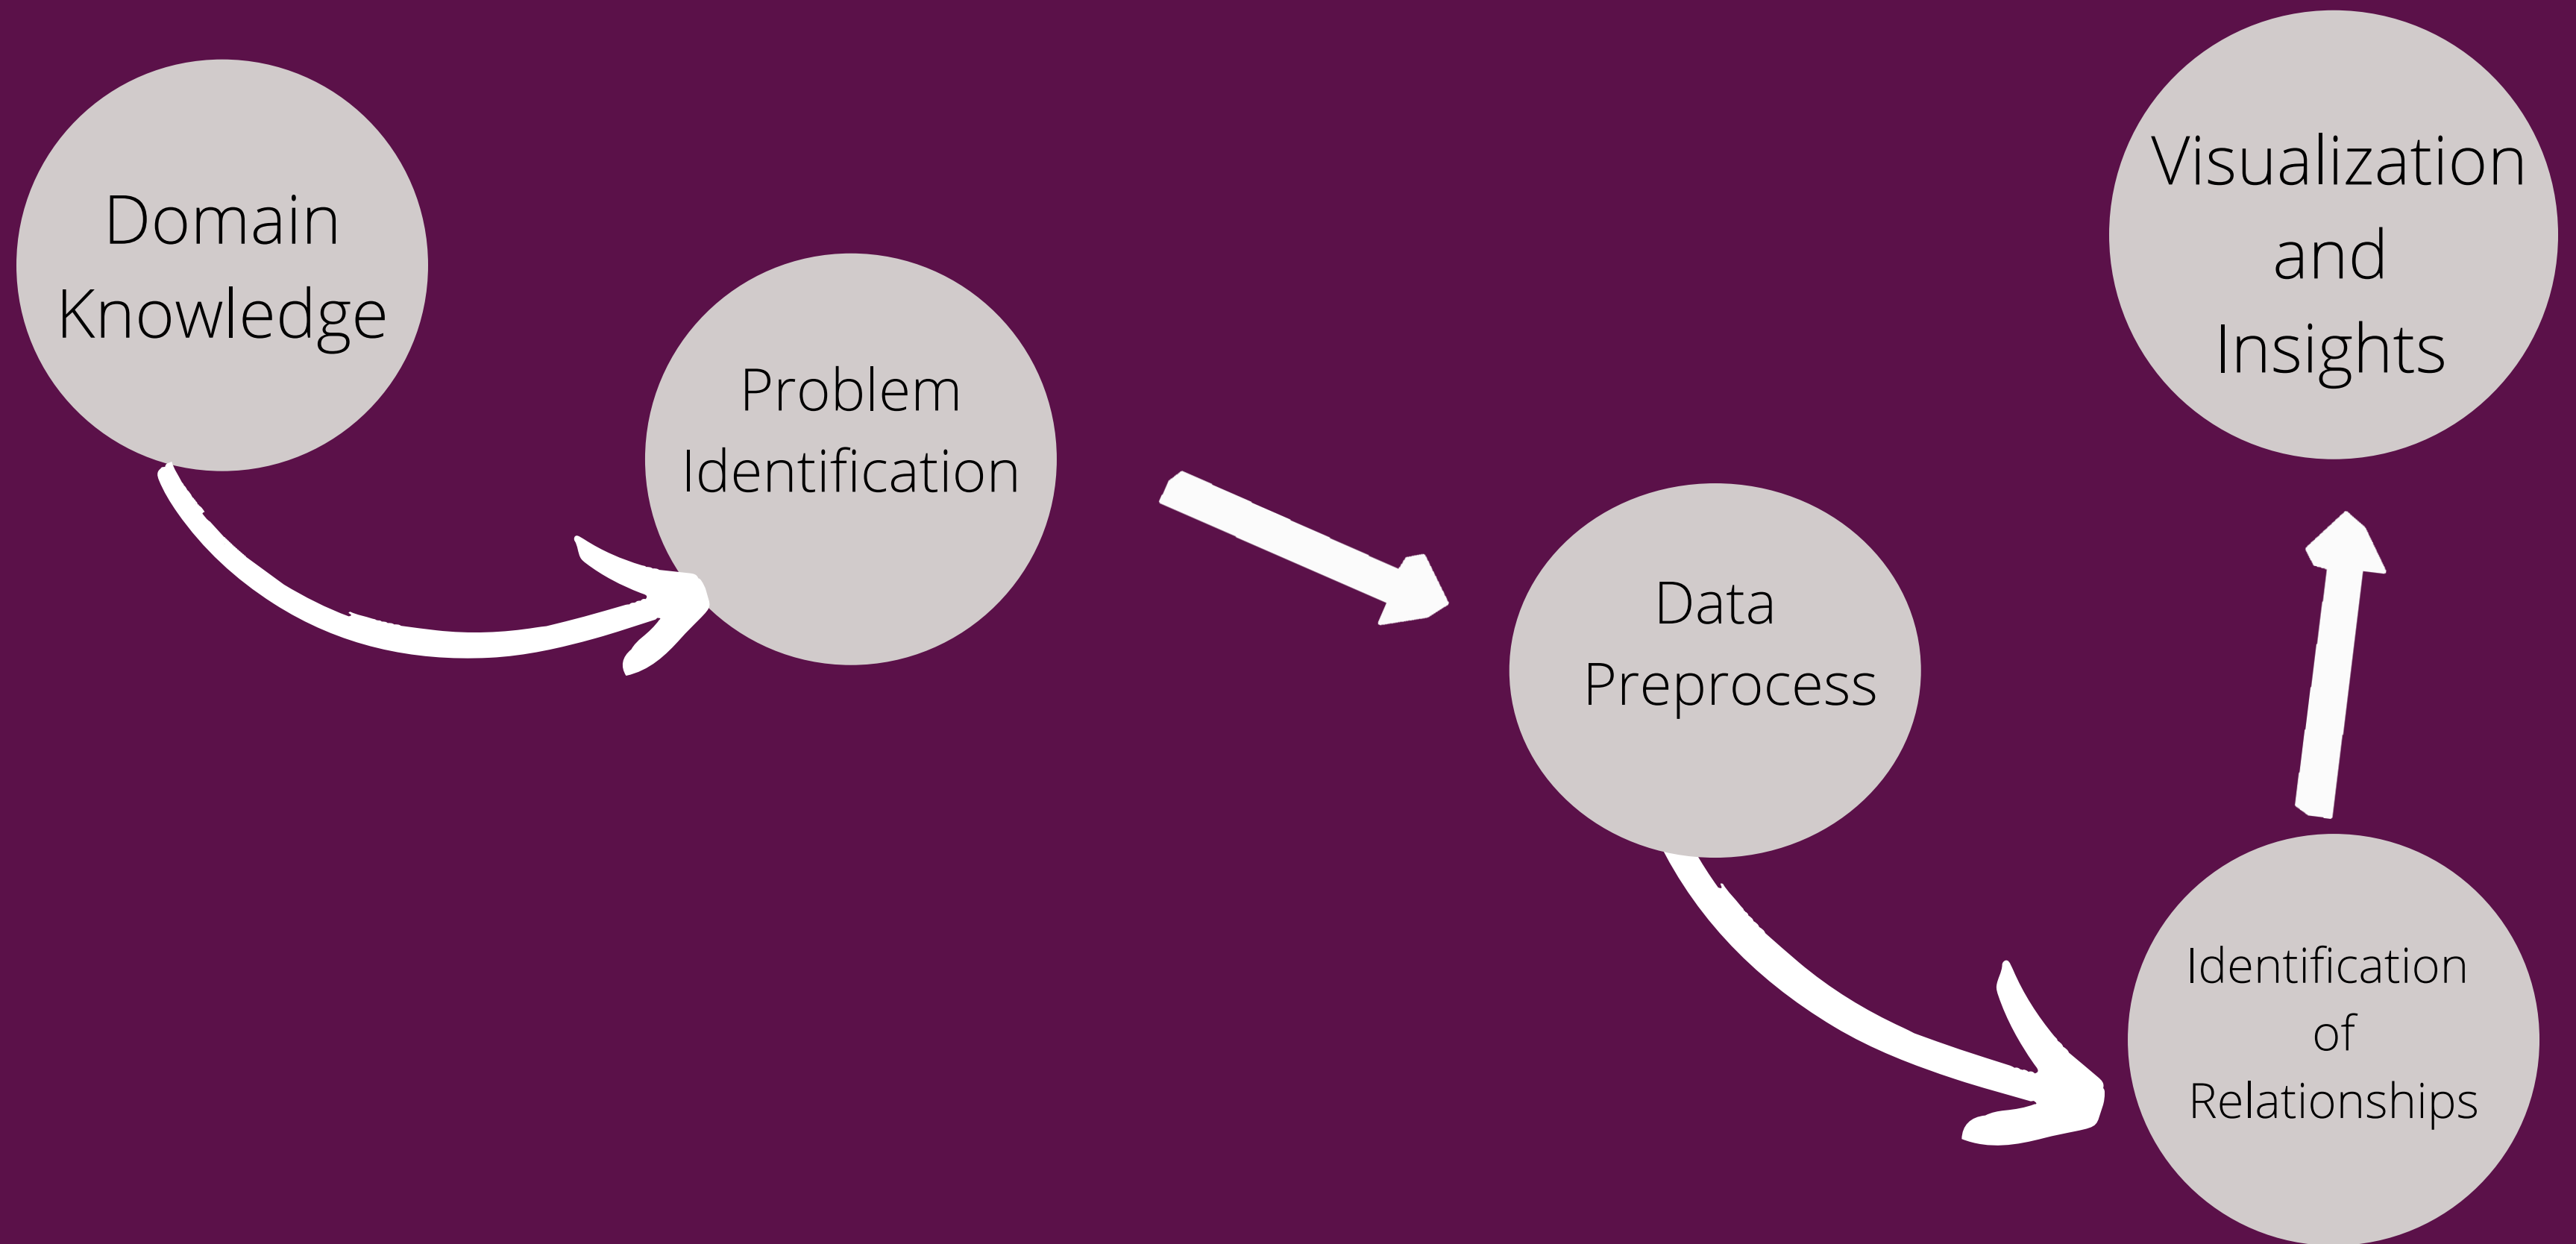 Domain
Knowledge
Problem
Identification
Data
Preprocess
Identification
of
Relationships
Visualization
and
Insights